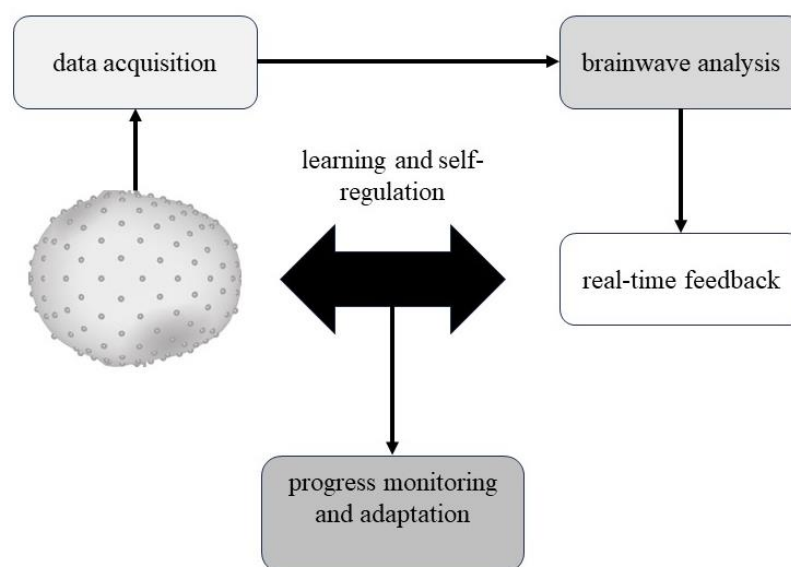 data acquisition
brainwave analysis
learning and self-
regulation
real-time feedback
progress monitoring
and adaptation